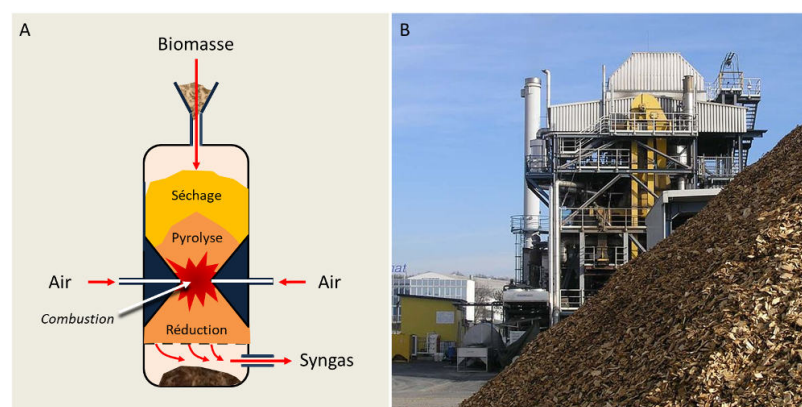 A
Biomasse
Séchage
Pyrolyse
Air
Air
Combustion
Réduction
Syngas
B